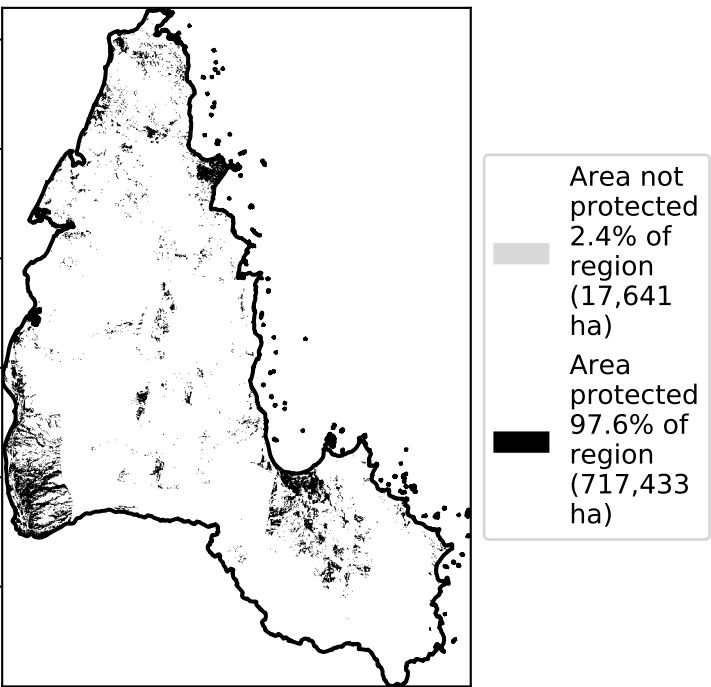 Area not
protected
2.4% of
region
(17,641
ha)
Area
protected
97.6% of
region
(717,433
ha)